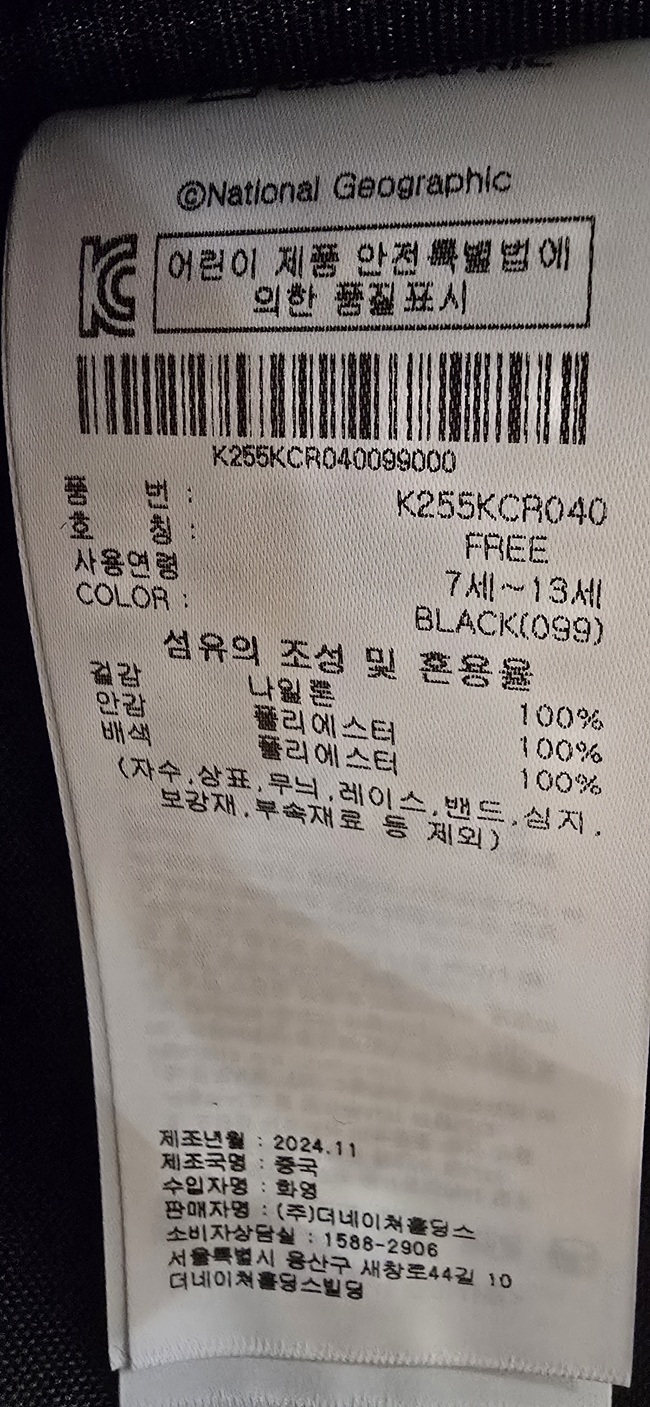 ©National Geographic
어린이 제품 안전특별법에
의한 품질표시
K255KCR040099000
품 번 : K255KCR040
호 칭 : FREE
사용연령 7세~13세
COLOR : BLACK(099)
섬유의 조성 및 혼용율
겉감 나일론 100%
안감 폴리에스터 100%
배색 폴리에스터 100%
(자수,상표,무늬,레이스,밴드,심지,
보강재,부속재료 등 제외)
제조년월 : 2024.11
제조국명 : 중국
수입자명 : 화영
판매자명 : (주)더네이쳐홀딩스
소비자상담실 : 1588-2906
서울특별시 용산구 새창로44길 10
더네이쳐홀딩스빌딩